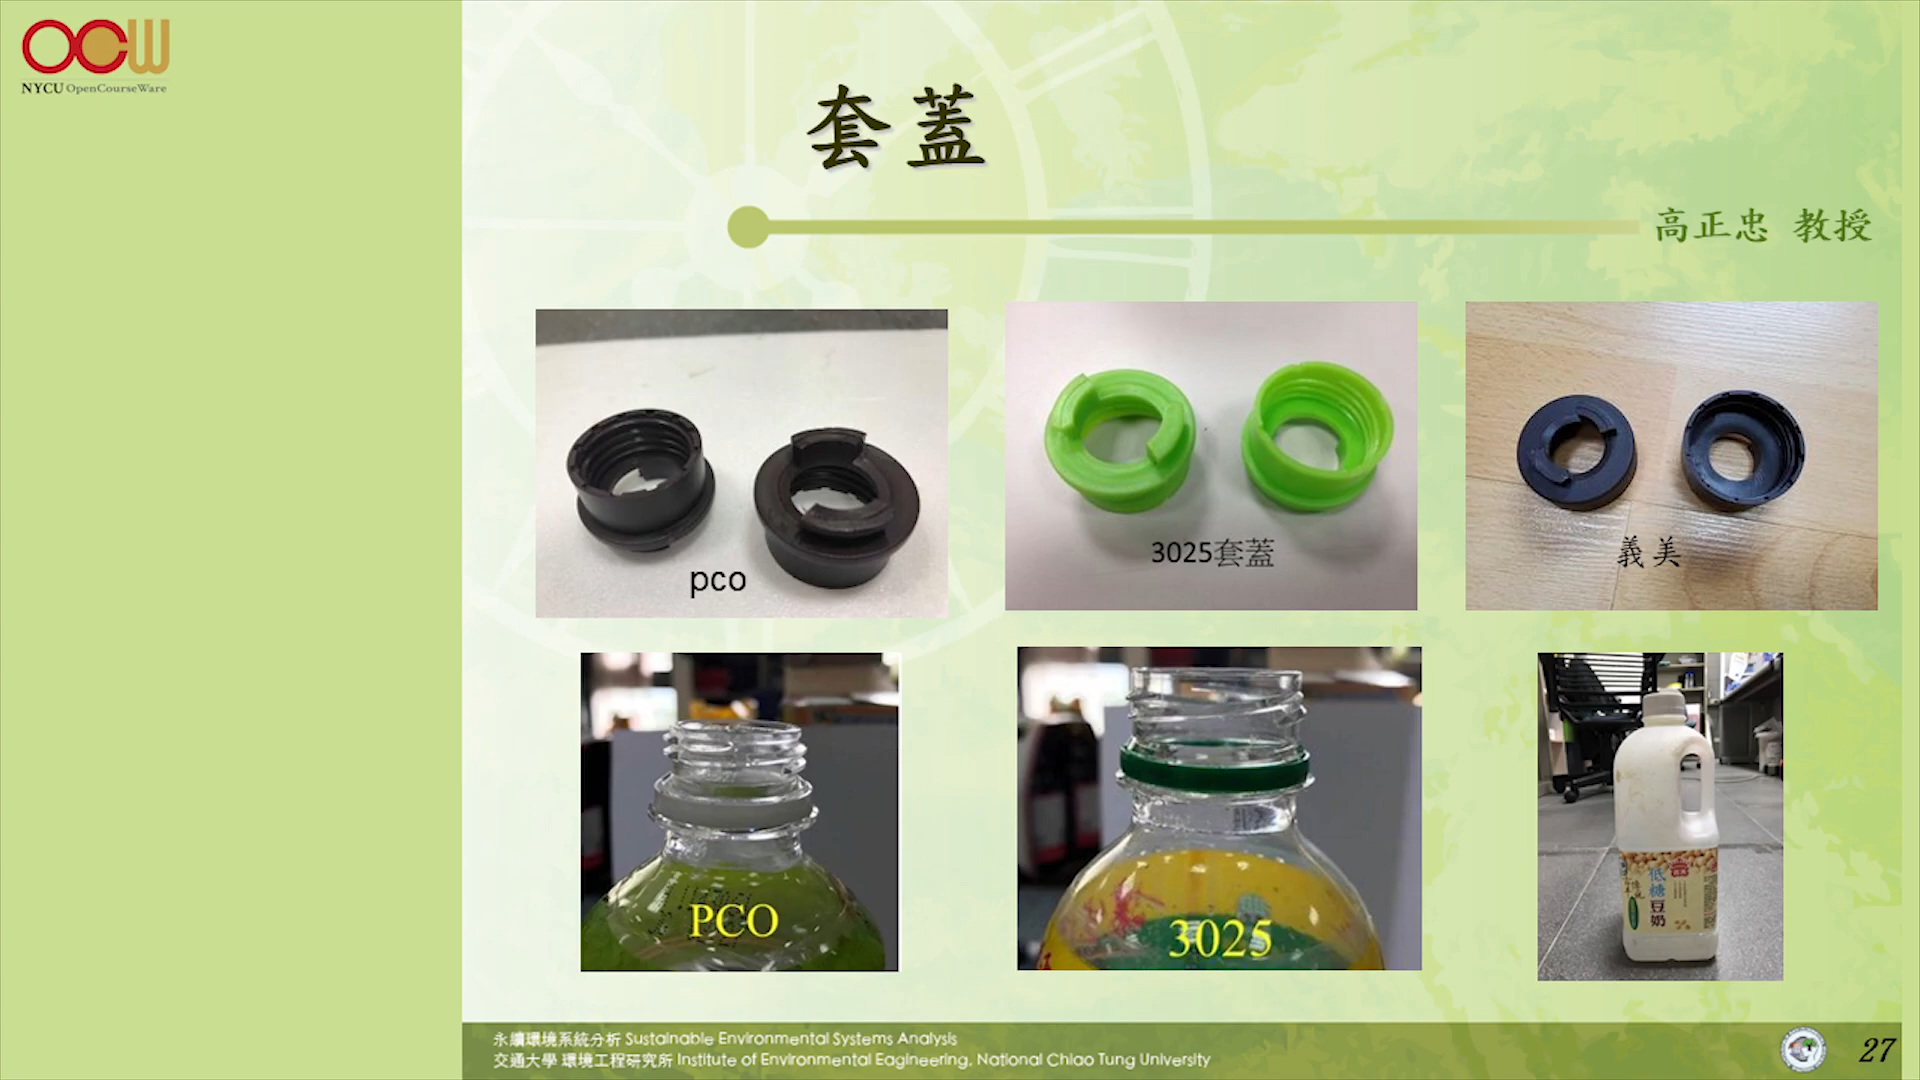 OCW
NYCU OpenCourseWare
套蓋
高正忠 教授
pco
3025套蓋
義美
PCO
3025
低糖
豆奶
永續環境系統分析 Sustainable Environmental Systems Analysis
交通大學 環境工程研究所 Institute of Environmental Eagineering, National Chiao Tung University
27